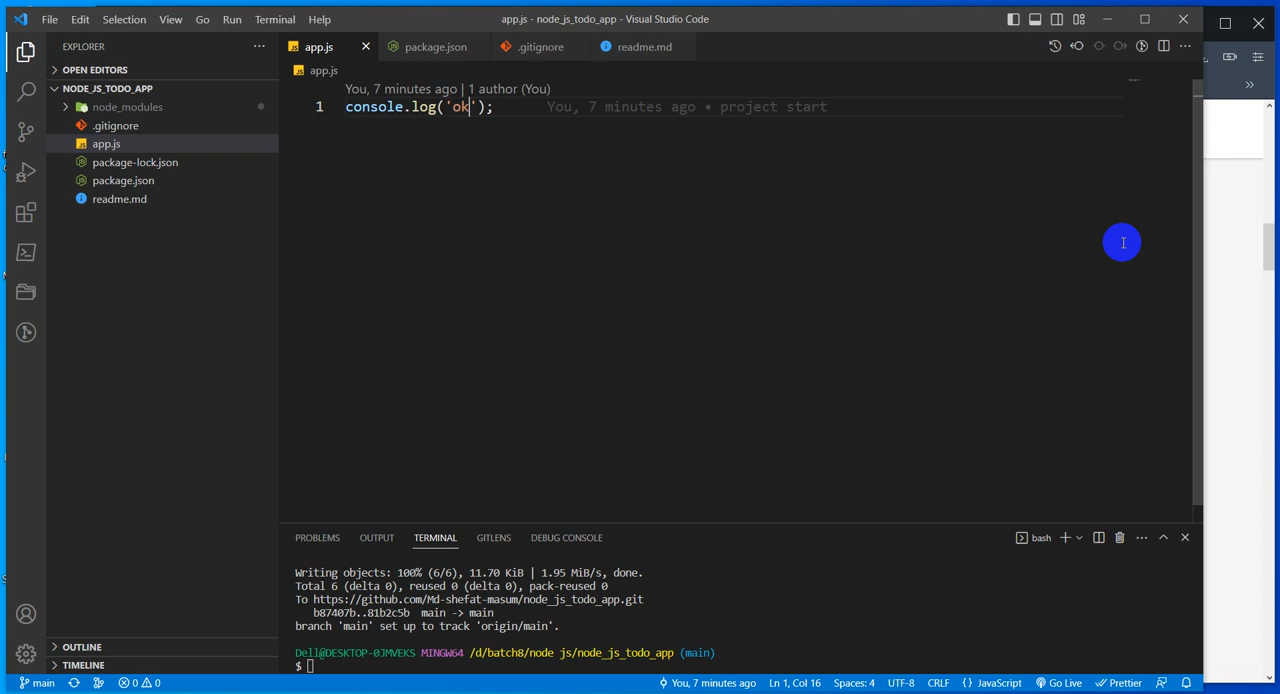 File Edit Selection View Go Run Terminal Help
app.js - node_js_todo_app - Visual Studio Code
EXPLORER
OPEN EDITORS
NODE_JS_TODO_APP
node_modules
.gitignore
app.js
package-lock.json
package.json
readme.md
OUTLINE
TIMELINE
app.js package.json .gitignore readme.md
app.js
You, 7 minutes ago | 1 author (You)
1 console.log('ok'); You, 7 minutes ago • project start
PROBLEMS OUTPUT TERMINAL GITLENS DEBUG CONSOLE
bash
Writing objects: 100% (6/6), 11.70 KiB | 1.95 MiB/s, done.
Total 6 (delta 0), reused 0 (delta 0), pack-reused 0
To https://github.com/Md-shefat-masum/node_js_todo_app.git
b87407b..81b2c5b main -> main
branch 'main' set up to track 'origin/main'.
Dell@DESKTOP-0JMVEKS MINGW64 /d/batch8/node js/node_js_todo_app (main)
$
main 0 0 You, 7 minutes ago Ln 1, Col 16 Spaces: 4 UTF-8 CRLF {} JavaScript Go Live Prettier